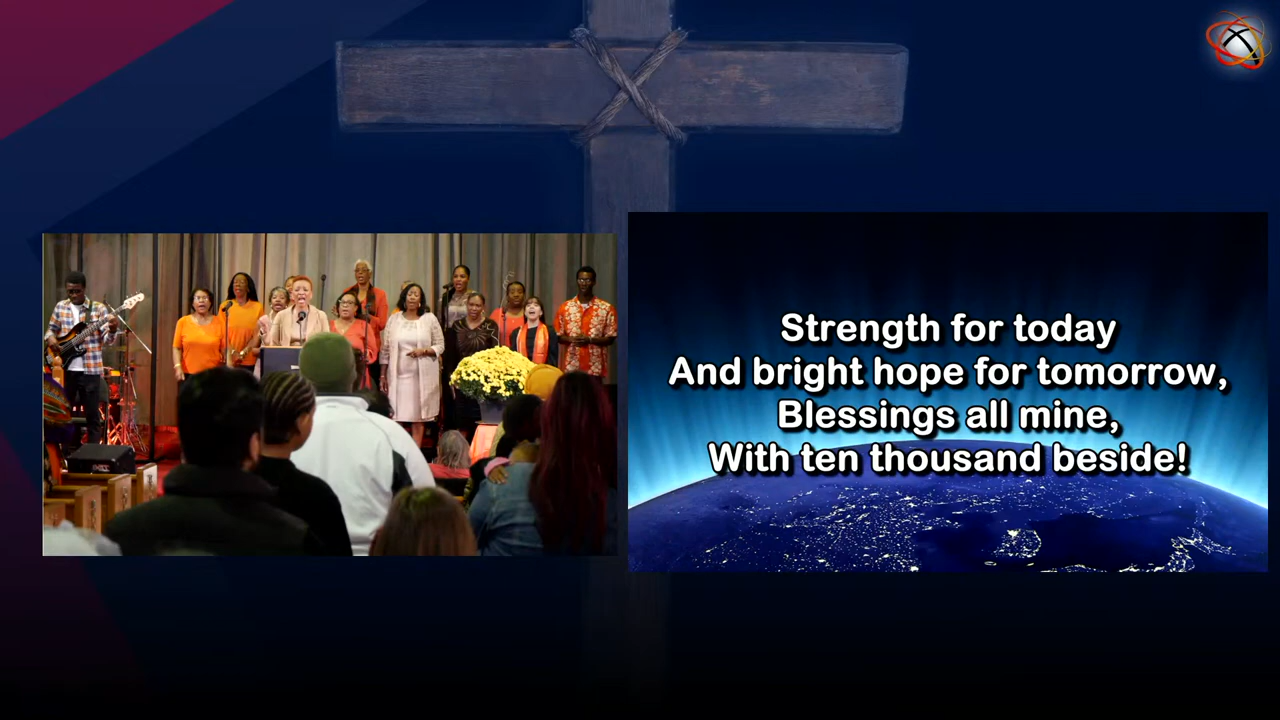 Strength for today
And bright hope for tomorrow,
Blessings all mine,
With ten thousand beside!